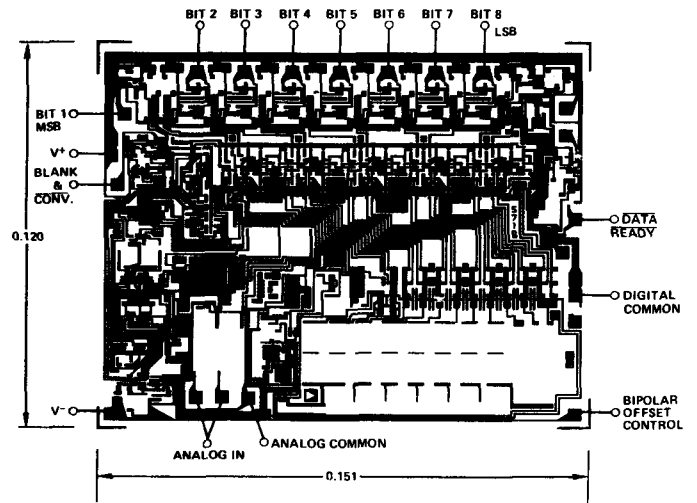 BIT 2 BIT 3 BIT 4 BIT 5 BIT 6 BIT 7 BIT 8
LSB
BIT 1
MSB
V+
BLANK
&
CONV.
0.120
DATA
READY
DIGITAL
COMMON
BIPOLAR
OFFSET
CONTROL
V-
ANALOG IN
ANALOG COMMON
0.151